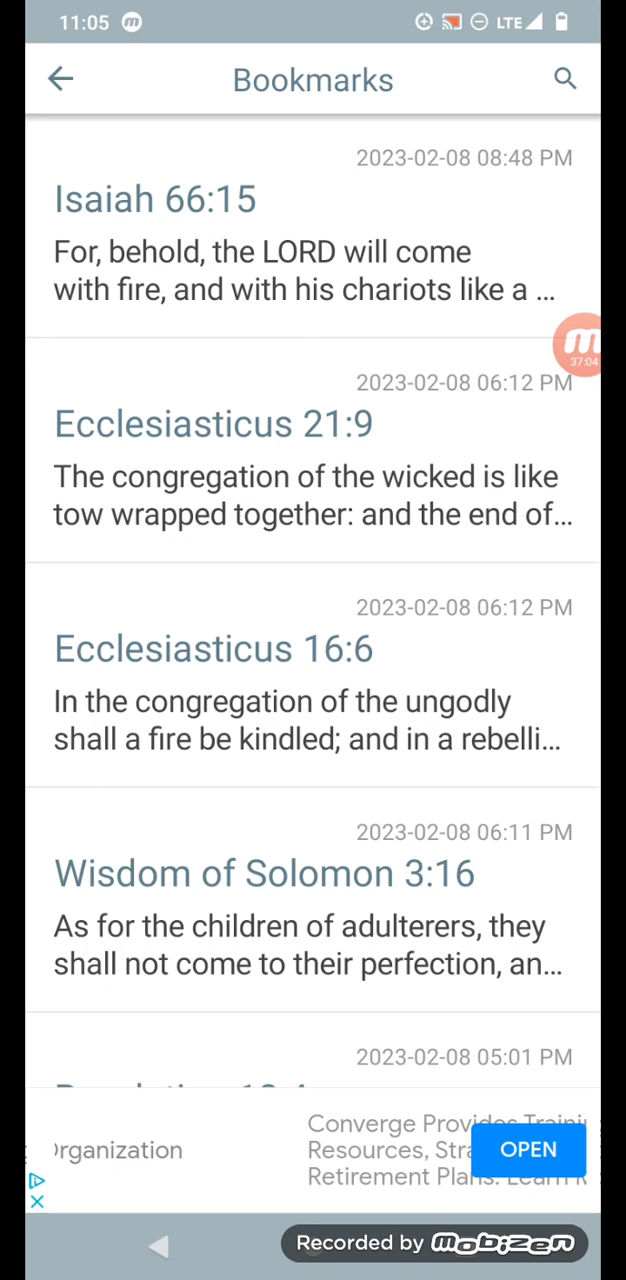 11:05 m LTE
Bookmarks
2023-02-08 08:48 PM
Isaiah 66:15
For, behold, the LORD will come
with fire, and with his chariots like a ...
m
37:04
2023-02-08 06:12 PM
Ecclesiasticus 21:9
The congregation of the wicked is like
tow wrapped together: and the end of...
2023-02-08 06:12 PM
Ecclesiasticus 16:6
In the congregation of the ungodly
shall a fire be kindled; and in a rebelli...
2023-02-08 06:11 PM
Wisdom of Solomon 3:16
As for the children of adulterers, they
shall not come to their perfection, an...
2023-02-08 05:01 PM
Converge Provides
rganization
Resources,
Retirement
OPEN
Recorded by mobizen